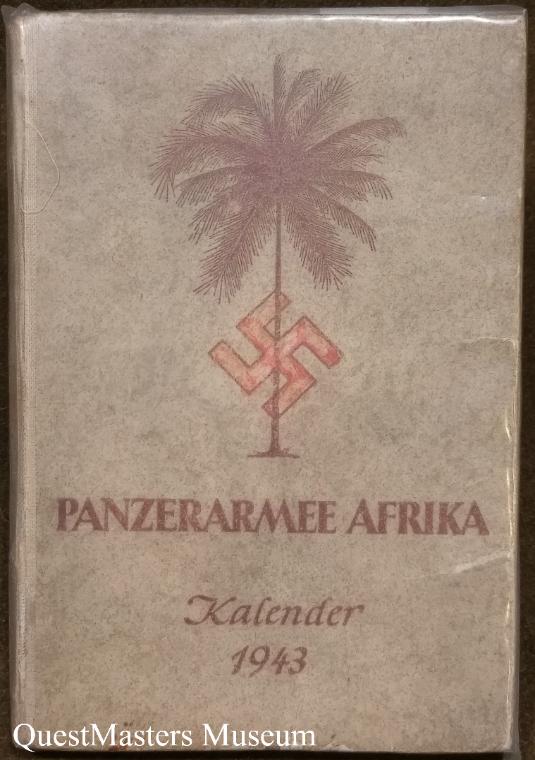 PANZERARMEE AFRIKA
Kalender
1943
QuestMasters Museum